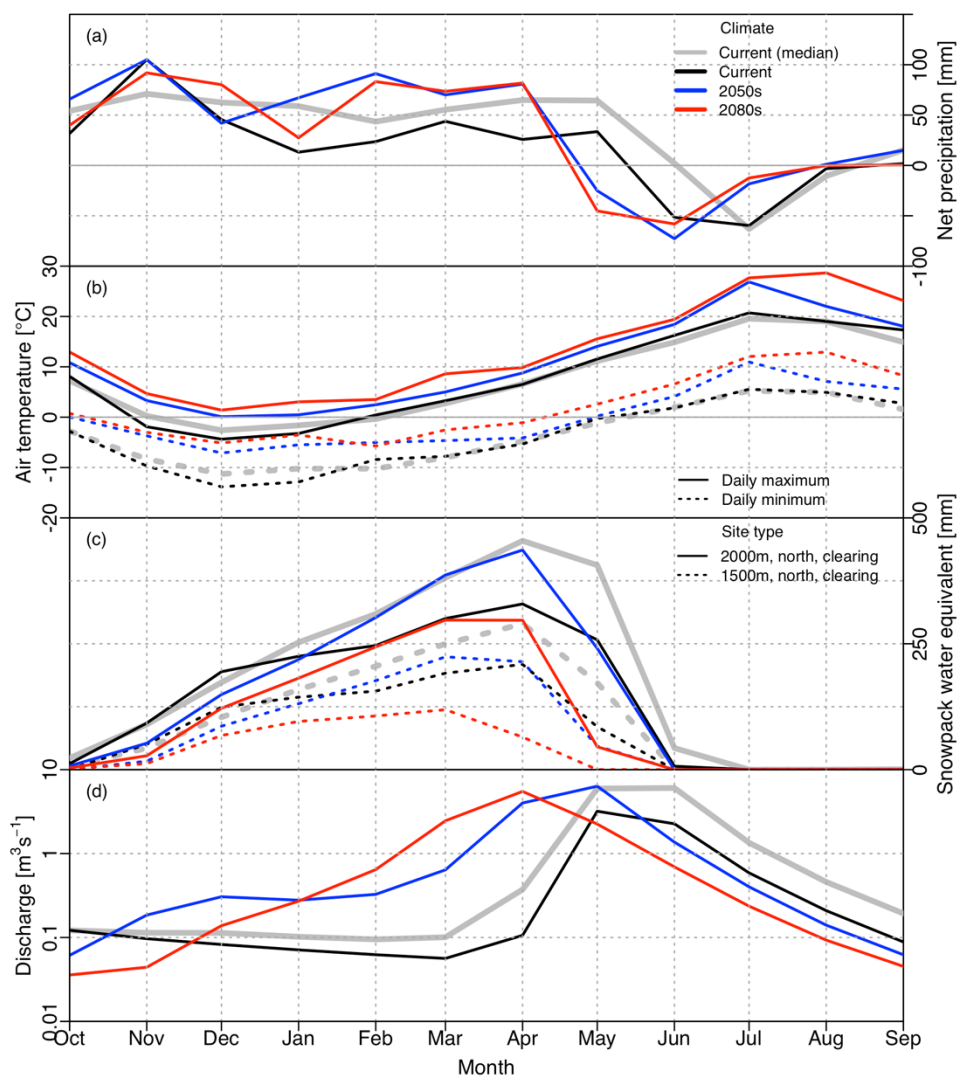 (a)
Climate
Current (median)
Current
2050s
2080s
100
50
0
-100
Net precipitation [mm]
(b)
30
20
10
0
-10
-20
Air temperature [°C]
Daily maximum
Daily minimum
(c)
Site type
2000m, north, clearing
1500m, north, clearing
500
250
0
Snowpack water equivalent [mm]
(d)
10
1
0.1
0.01
Discharge [m³s⁻¹]
Oct Nov Dec Jan Feb Mar Apr May Jun Jul Aug Sep
Month